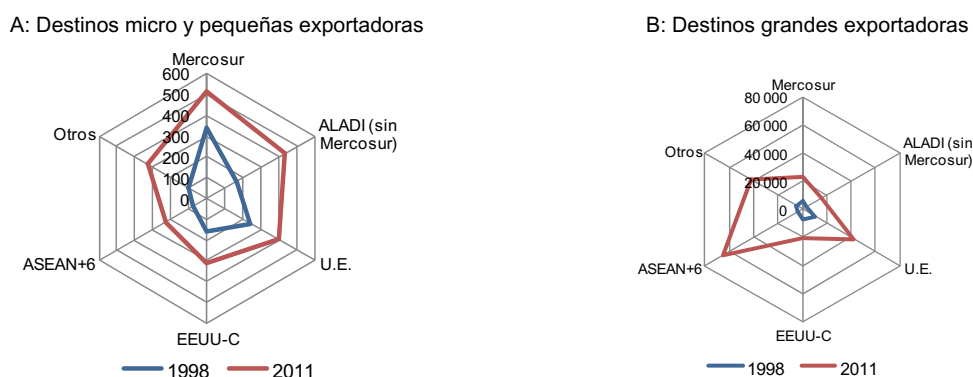 A: Destinos micro y pequeñas exportadoras
Mercosur
600
500
400
300
200
100
0
ALADI (sin
Mercosur)
U.E.
EEUU-C
ASEAN+6
Otros
1998
2011
B: Destinos grandes exportadoras
Mercosur
80 000
60 000
40 000
20 000
0
ALADI (sin
Mercosur)
U.E.
EEUU-C
ASEAN+6
Otros
1998
2011